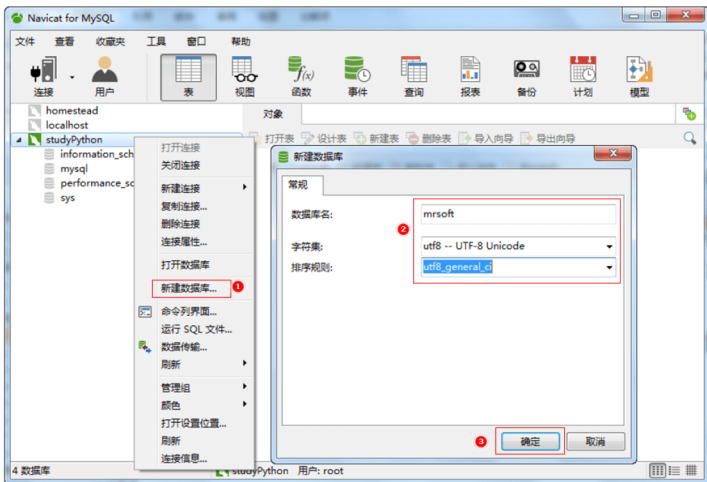 Navicat for MySQL
文件 查看 收藏夹 工具 窗口 帮助
f(x)
连接 用户 表 视图 函数 事件 查询 报表 备份 计划 模型
homestead
localhost
studyPython
information_sch
mysql
performance_sc
sys
对象
打开表 设计表 新建表 删除表 导入向导 导出向导
打开连接
关闭连接
新建连接
复制连接...
删除连接
连接属性...
打开数据库
新建数据库... 1
命令列界面...
运行 SQL 文件...
数据传输...
刷新
管理组
颜色
打开设置位置...
刷新
连接信息...
新建数据库
常规
数据库名: mrsoft
2
字符集: utf8 -- UTF-8 Unicode
排序规则: utf8_general_ci
3 确定 取消
4 数据库 studyPython 用户: root